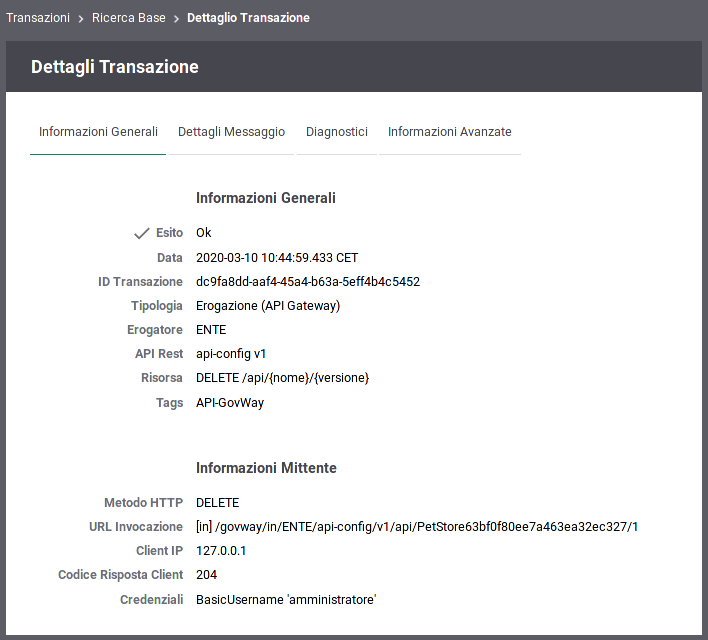 Transazioni > Ricerca Base > Dettaglio Transazione
Dettagli Transazione
Informazioni Generali Dettagli Messaggio Diagnostici Informazioni Avanzate
Informazioni Generali
Esito Ok
Data 2020-03-10 10:44:59.433 CET
ID Transazione dc9fa8dd-aaf4-45a4-b63a-5eff4b4c5452
Tipologia Erogazione (API Gateway)
Erogatore ENTE
API Rest api-config v1
Risorsa DELETE /api/{nome}/{versione}
Tags API-GovWay
Informazioni Mittente
Metodo HTTP DELETE
URL Invocazione [in] /govway/in/ENTE/api-config/v1/api/PetStore63bf0f80ee7a463ea32ec327/1
Client IP 127.0.0.1
Codice Risposta Client 204
Credenziali BasicUsername 'amministratore'